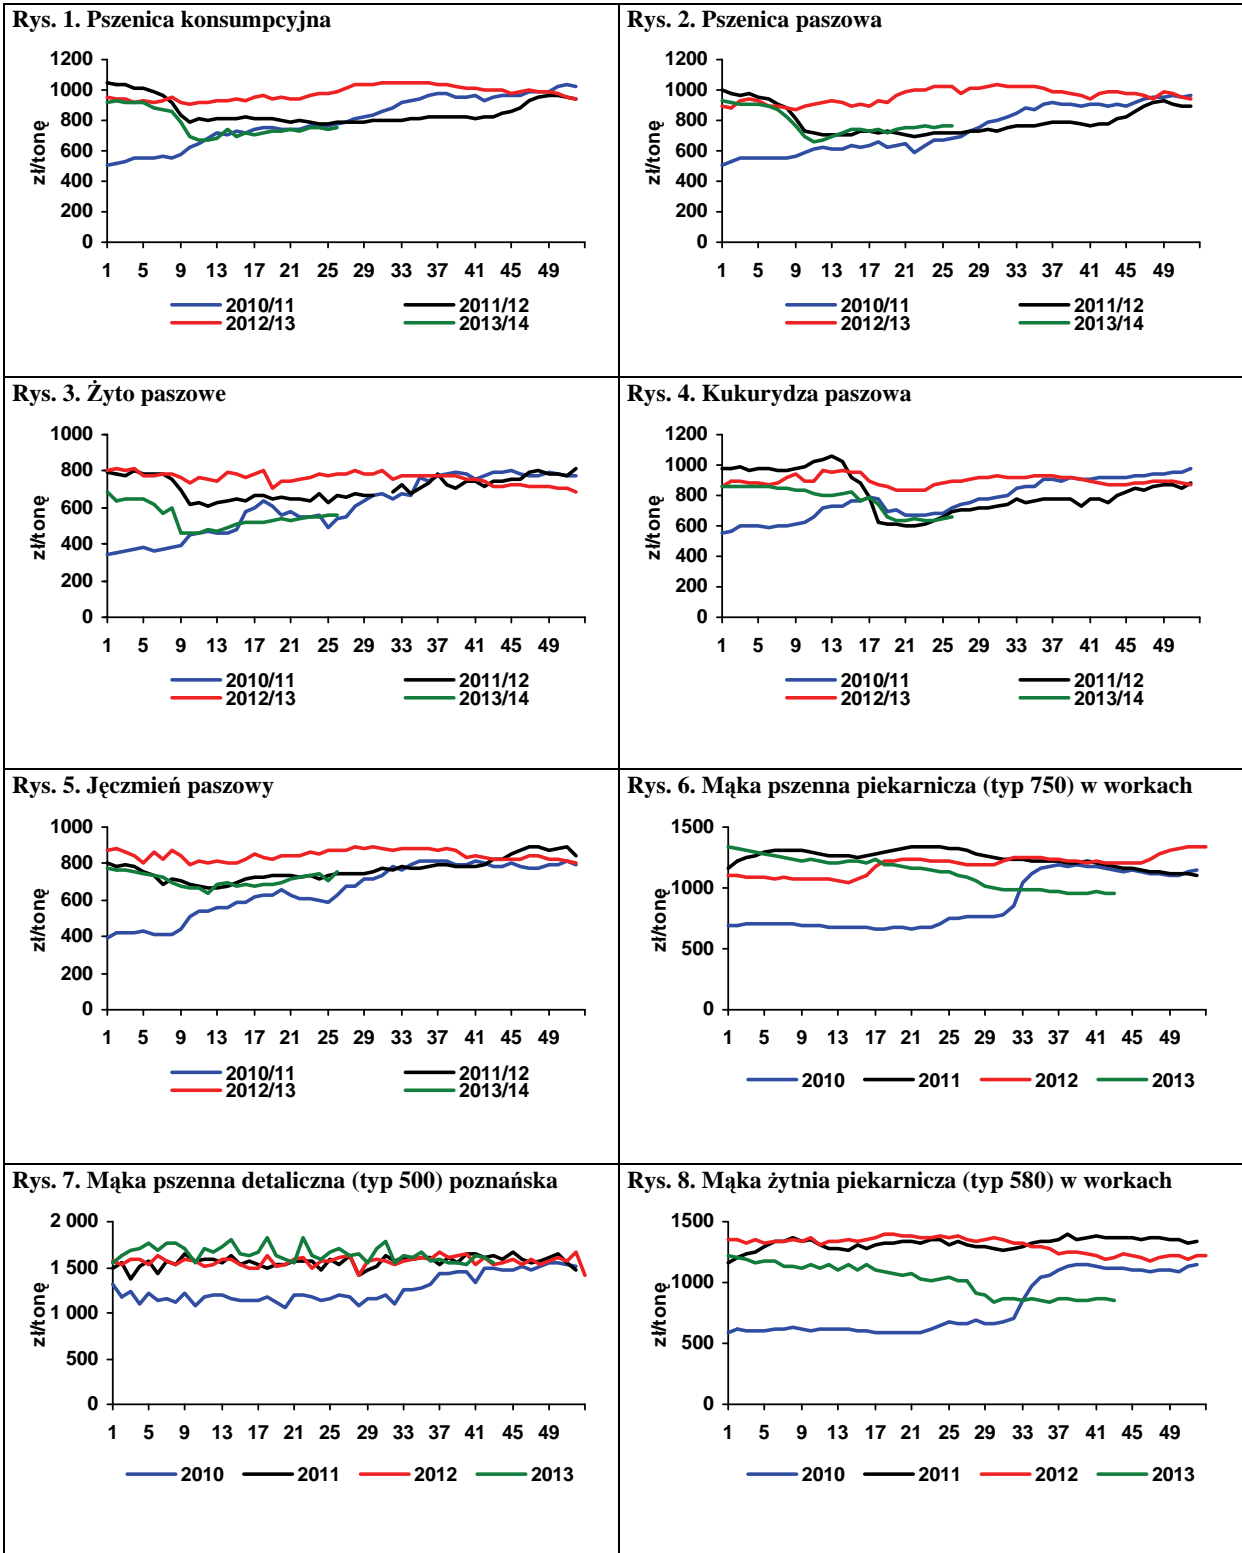 Rys. 1. Pszenica konsumpcyjna
1200
1000
800
600
400
200
0
zł/tonę
1 5 9 13 17 21 25 29 33 37 41 45 49
2010/11 2011/12
2012/13 2013/14
Rys. 2. Pszenica paszowa
1200
1000
800
600
400
200
0
zł/tonę
1 5 9 13 17 21 25 29 33 37 41 45 49
2010/11 2011/12
2012/13 2013/14
Rys. 3. Żyto paszowe
1000
800
600
400
200
0
zł/tonę
1 5 9 13 17 21 25 29 33 37 41 45 49
2010/11 2011/12
2012/13 2013/14
Rys. 4. Kukurydza paszowa
1200
1000
800
600
400
200
0
zł/tonę
1 5 9 13 17 21 25 29 33 37 41 45 49
2010/11 2011/12
2012/13 2013/14
Rys. 5. Jęczmień paszowy
1000
800
600
400
200
0
zł/tonę
1 5 9 13 17 21 25 29 33 37 41 45 49
2010/11 2011/12
2012/13 2013/14
Rys. 6. Mąka pszenna piekarnicza (typ 750) w workach
1500
1000
500
0
zł/tonę
1 5 9 13 17 21 25 29 33 37 41 45 49
2010 2011 2012 2013
Rys. 7. Mąka pszenna detaliczna (typ 500) poznańska
2 000
1 500
1 000
500
0
zł/tonę
1 5 9 13 17 21 25 29 33 37 41 45 49
2010 2011 2012 2013
Rys. 8. Mąka żytnia piekarnicza (typ 580) w workach
1500
1000
500
0
zł/tonę
1 5 9 13 17 21 25 29 33 37 41 45 49
2010 2011 2012 2013